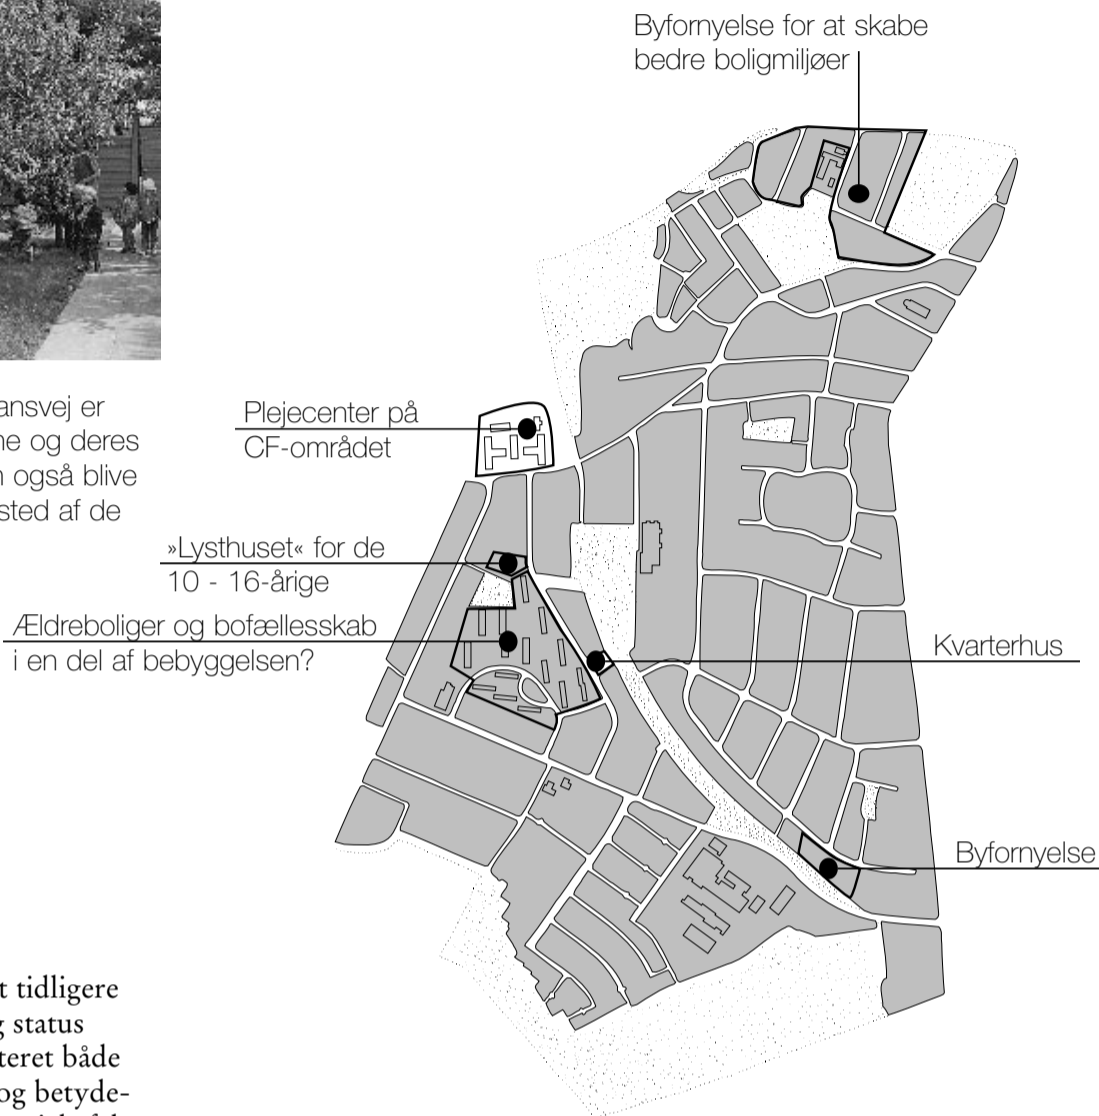 Byfornyelse for at skabe
bedre boligmiljøer
ansvej er
ne og deres
også blive
sted af de
Plejecenter på
CF-området
»Lysthuset« for de
10 - 16-årige
Ældreboliger og bofællesskab
i en del af bebyggelsen?
Kvarterhus
Byfornyelse
t tidligere
g status
teret både
og betyde-